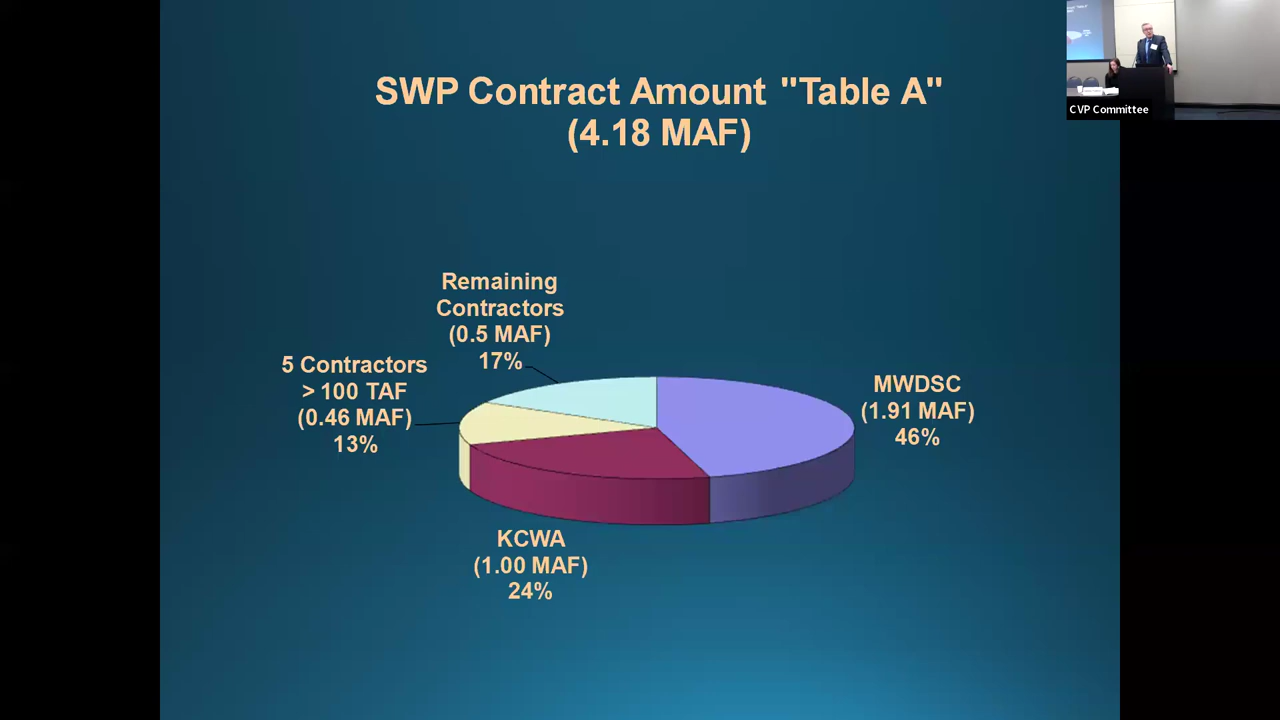 SWP Contract Amount "Table A"
(4.18 MAF)
CVP Committee
Remaining
Contractors
(0.5 MAF)
17%
5 Contractors
> 100 TAF
(0.46 MAF)
13%
MWDSC
(1.91 MAF)
46%
KCWA
(1.00 MAF)
24%